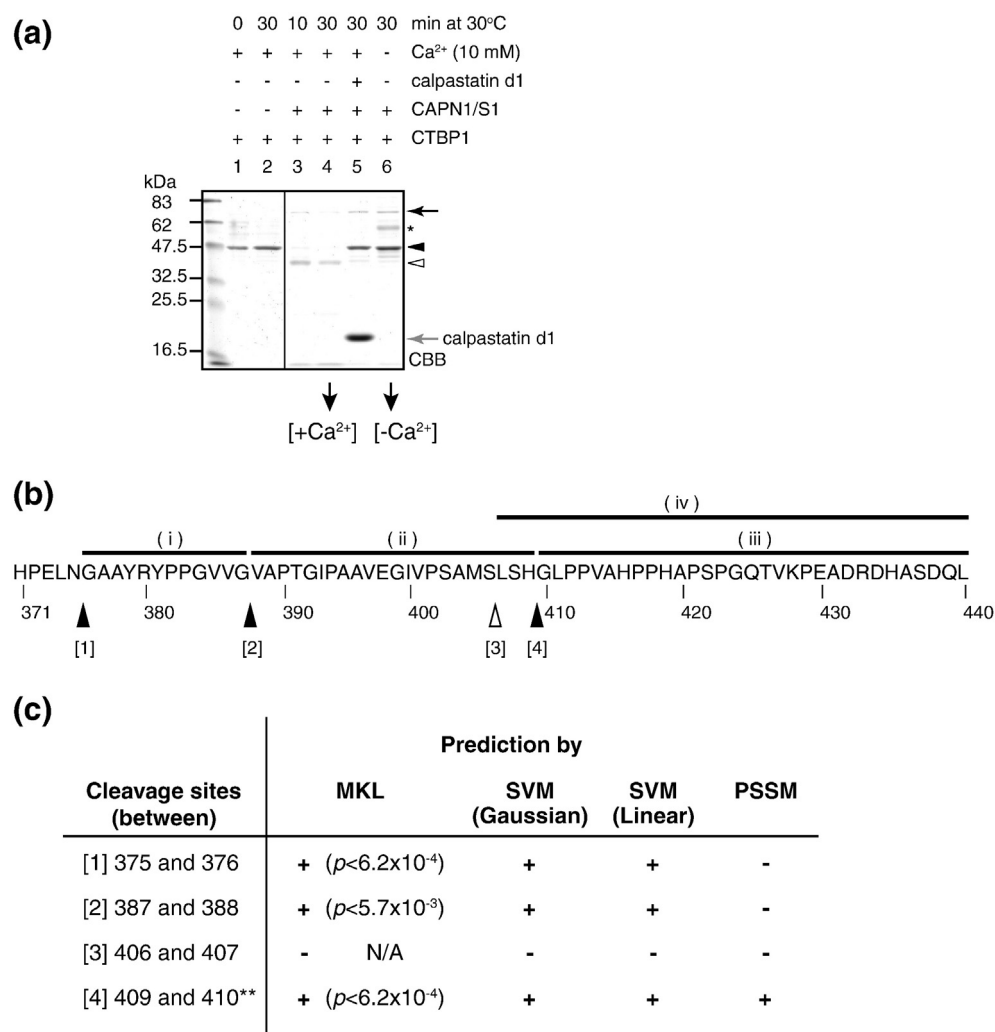 (a)
0 30 10 30 30 30 min at 30°C
+ + + + + - Ca²⁺ (10 mM)
- - - - + - calpastatin d1
- - + + + + CAPN1/S1
+ + + + + + CTBP1
1 2 3 4 5 6
kDa
83
62
*
47.5
32.5
25.5
calpastatin d1
16.5
CBB
[+Ca²⁺] [-Ca²⁺]
(b)
( iv )
( i ) ( ii ) ( iii )
HPELNGAAYRYPPGVVGVAPTGIPAAVEGIVPSAMSLSHGLPPVAHPPHAPSPGQTVKPEADRDHASDQL
371 380 390 400 410 420 430 440
[1] [2] [3] [4]
(c)
Prediction by
Cleavage sites MKL SVM SVM PSSM
(between) (Gaussian) (Linear)
[1] 375 and 376 + (p<6.2x10⁻⁴) + + -
[2] 387 and 388 + (p<5.7x10⁻³) + + -
[3] 406 and 407 - N/A - - -
[4] 409 and 410** + (p<6.2x10⁻⁴) + + +